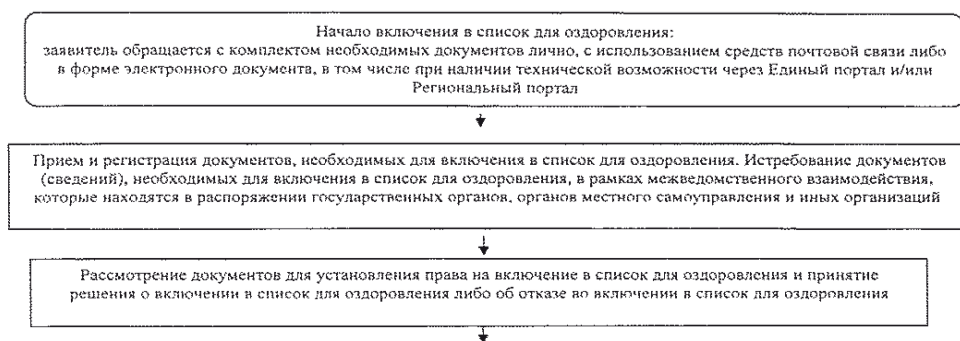 Начало включения в список для оздоровления:
заявитель обращается с комплектом необходимых документов лично, с использованием средств почтовой связи либо
в форме электронного документа, в том числе при наличии технической возможности через Единый портал и/или
Региональный портал
Прием и регистрация документов, необходимых для включения в список для оздоровления. Истребование документов
(сведений), необходимых для включения в список для оздоровления, в рамках межведомственного взаимодействия,
которые находятся в распоряжении государственных органов, органов местного самоуправления и иных организаций
Рассмотрение документов для установления права на включение в список для оздоровления и принятие
решения о включении в список для оздоровления либо об отказе во включении в список для оздоровления